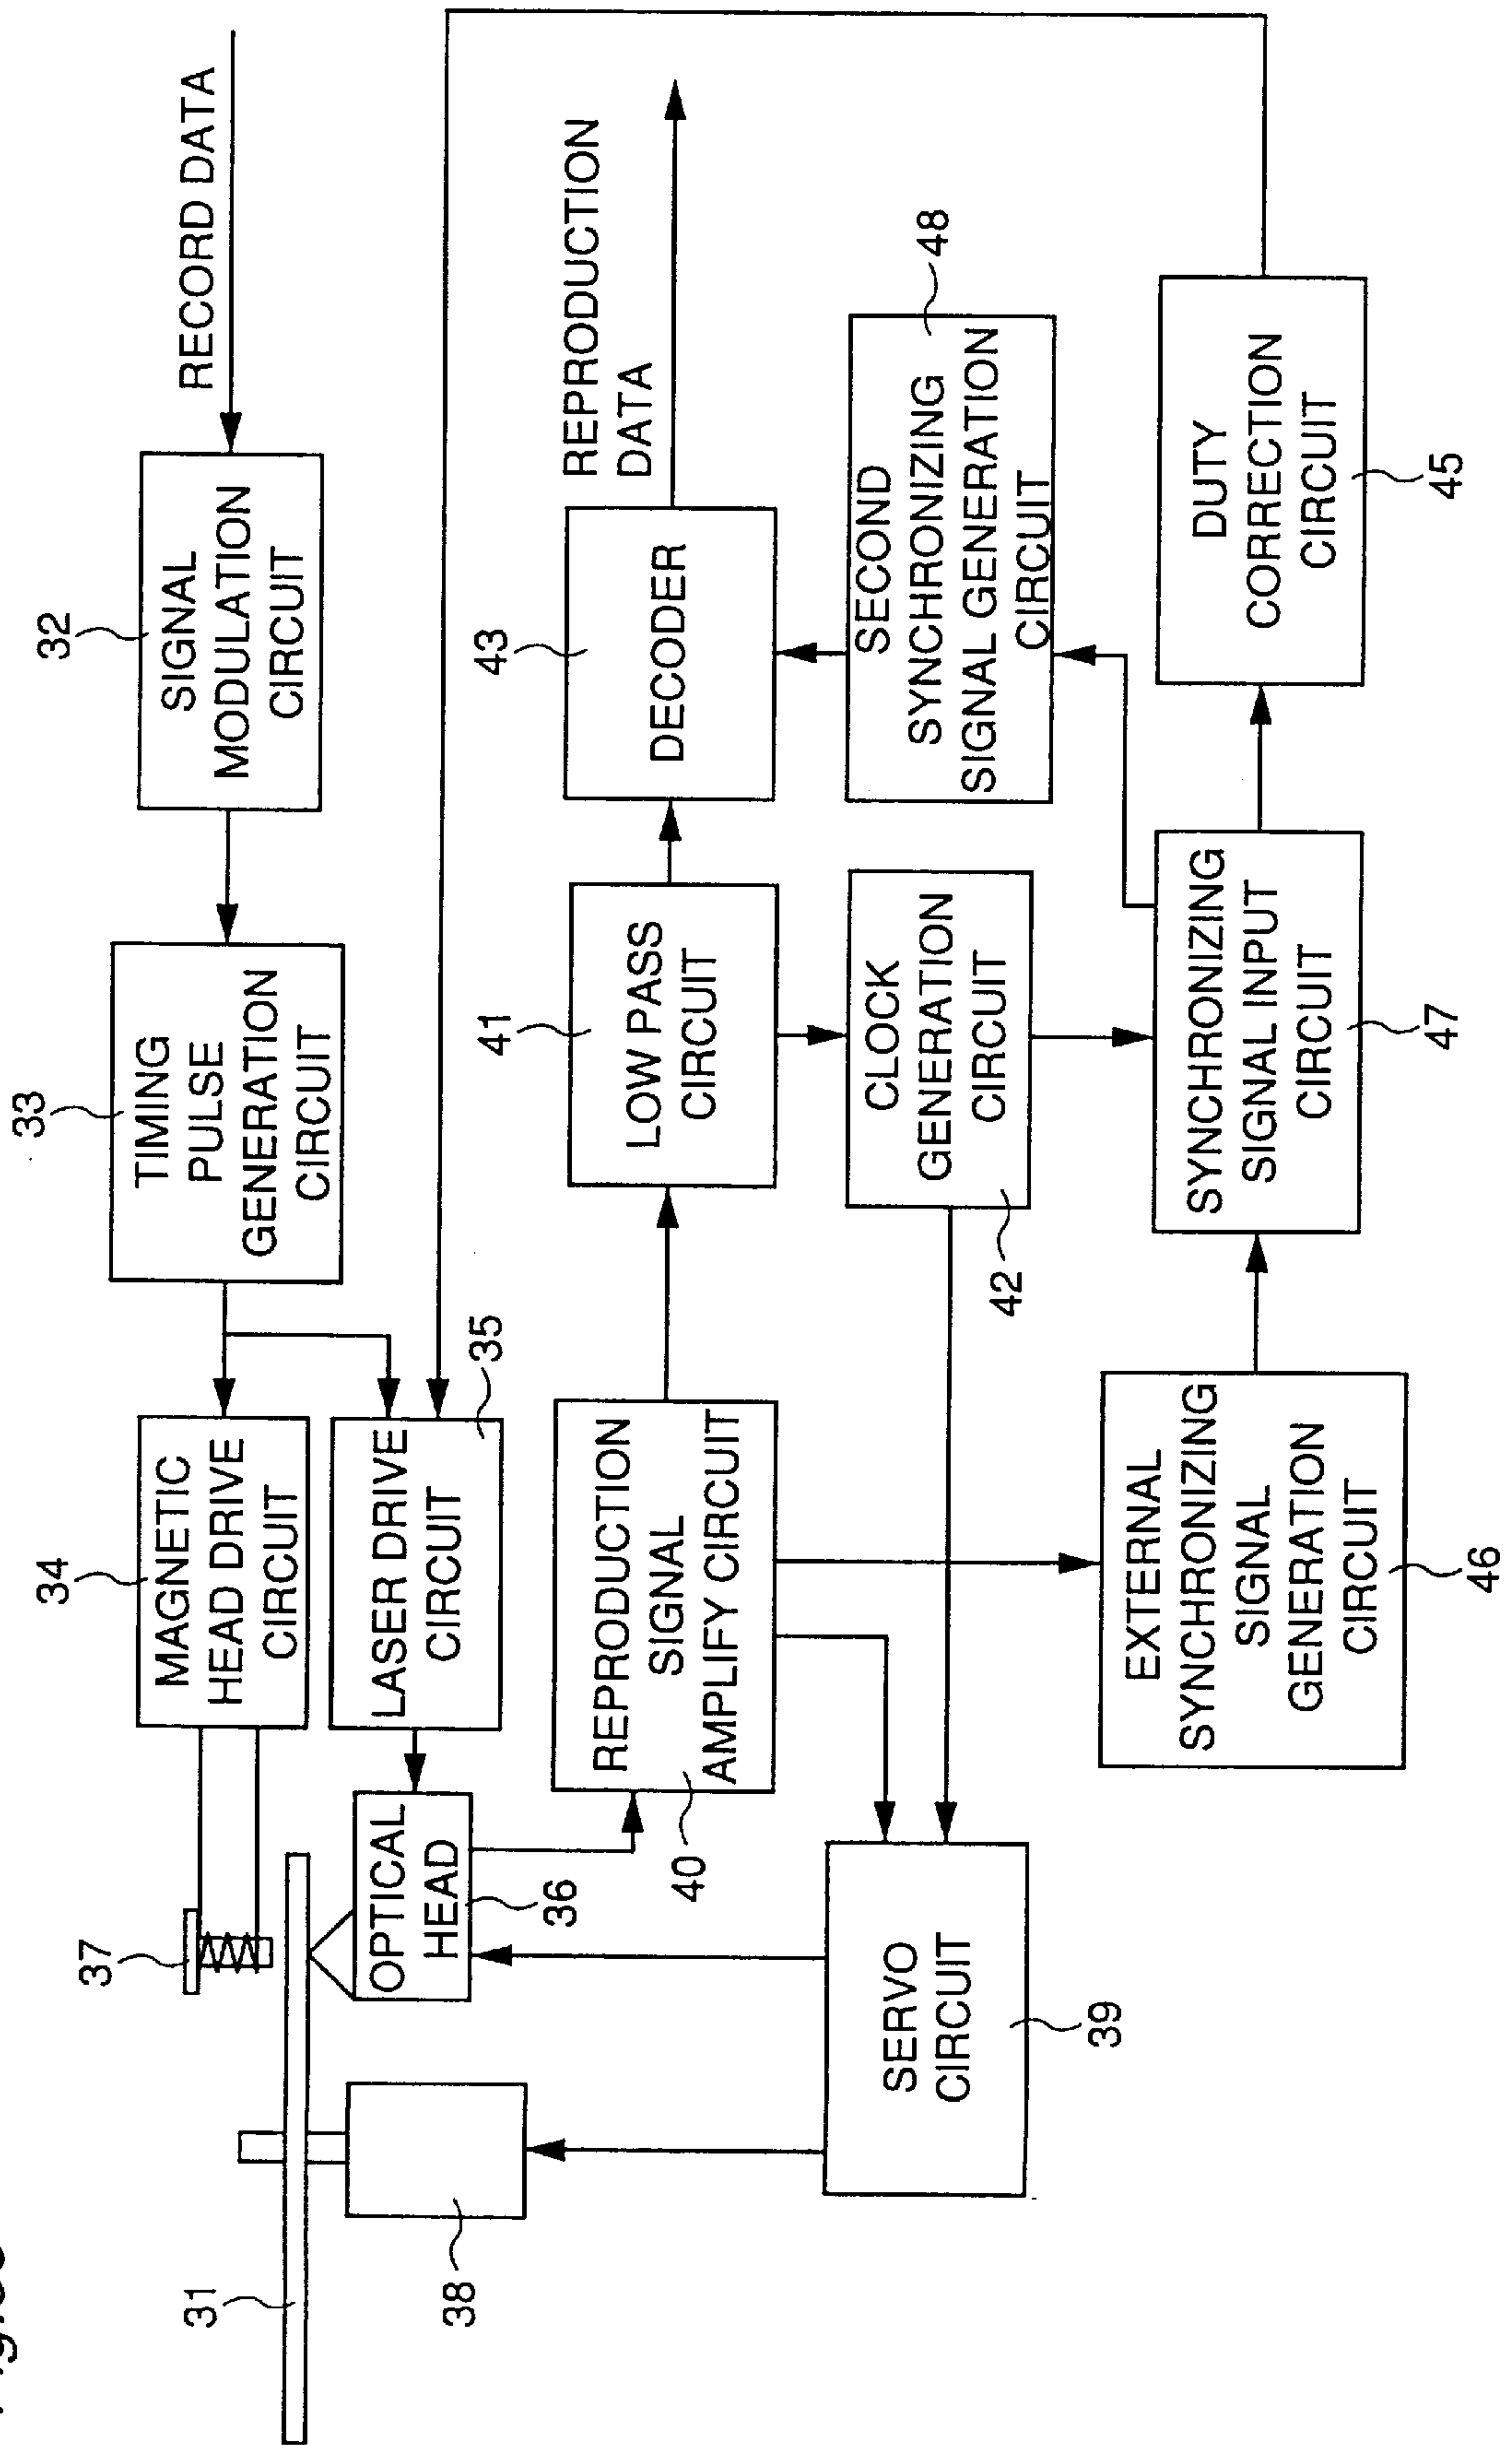 RECORD DATA
32
SIGNAL
MODULATION
CIRCUIT
33
TIMING
PULSE
GENERATION
CIRCUIT
34
MAGNETIC
HEAD DRIVE
CIRCUIT
37
31
LASER DRIVE
CIRCUIT
35
OPTICAL
HEAD
36
38
REPRODUCTION
DATA
43
DECODER
41
LOW PASS
CIRCUIT
REPRODUCTION
SIGNAL
AMPLIFY CIRCUIT
40
48
SECOND
SYNCHRONIZING
SIGNAL GENERATION
CIRCUIT
CLOCK
GENERATION
CIRCUIT
42
SERVO
CIRCUIT
39
DUTY
CORRECTION
CIRCUIT
45
SYNCHRONIZING
SIGNAL INPUT
CIRCUIT
47
EXTERNAL
SYNCHRONIZING
SIGNAL
GENERATION
CIRCUIT
46